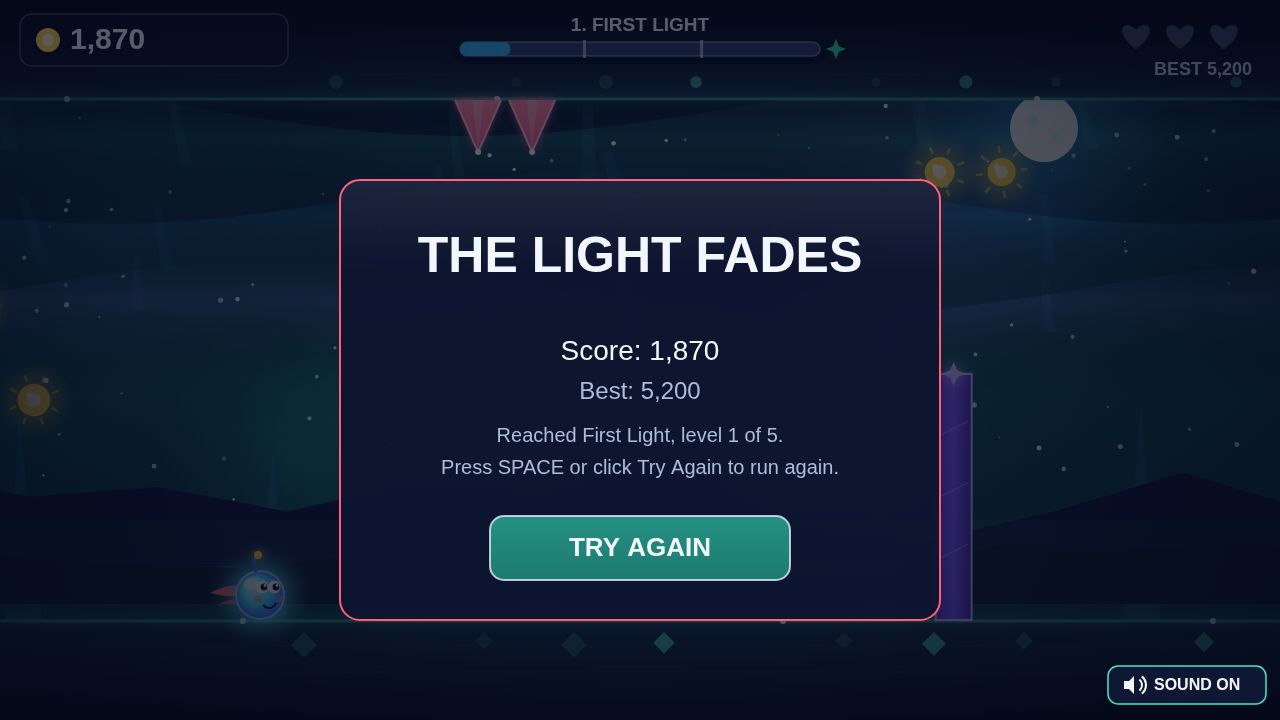 1,870
1. FIRST LIGHT
BEST 5,200
THE LIGHT FADES
Score: 1,870
Best: 5,200
Reached First Light, level 1 of 5.
Press SPACE or click Try Again to run again.
TRY AGAIN
SOUND ON